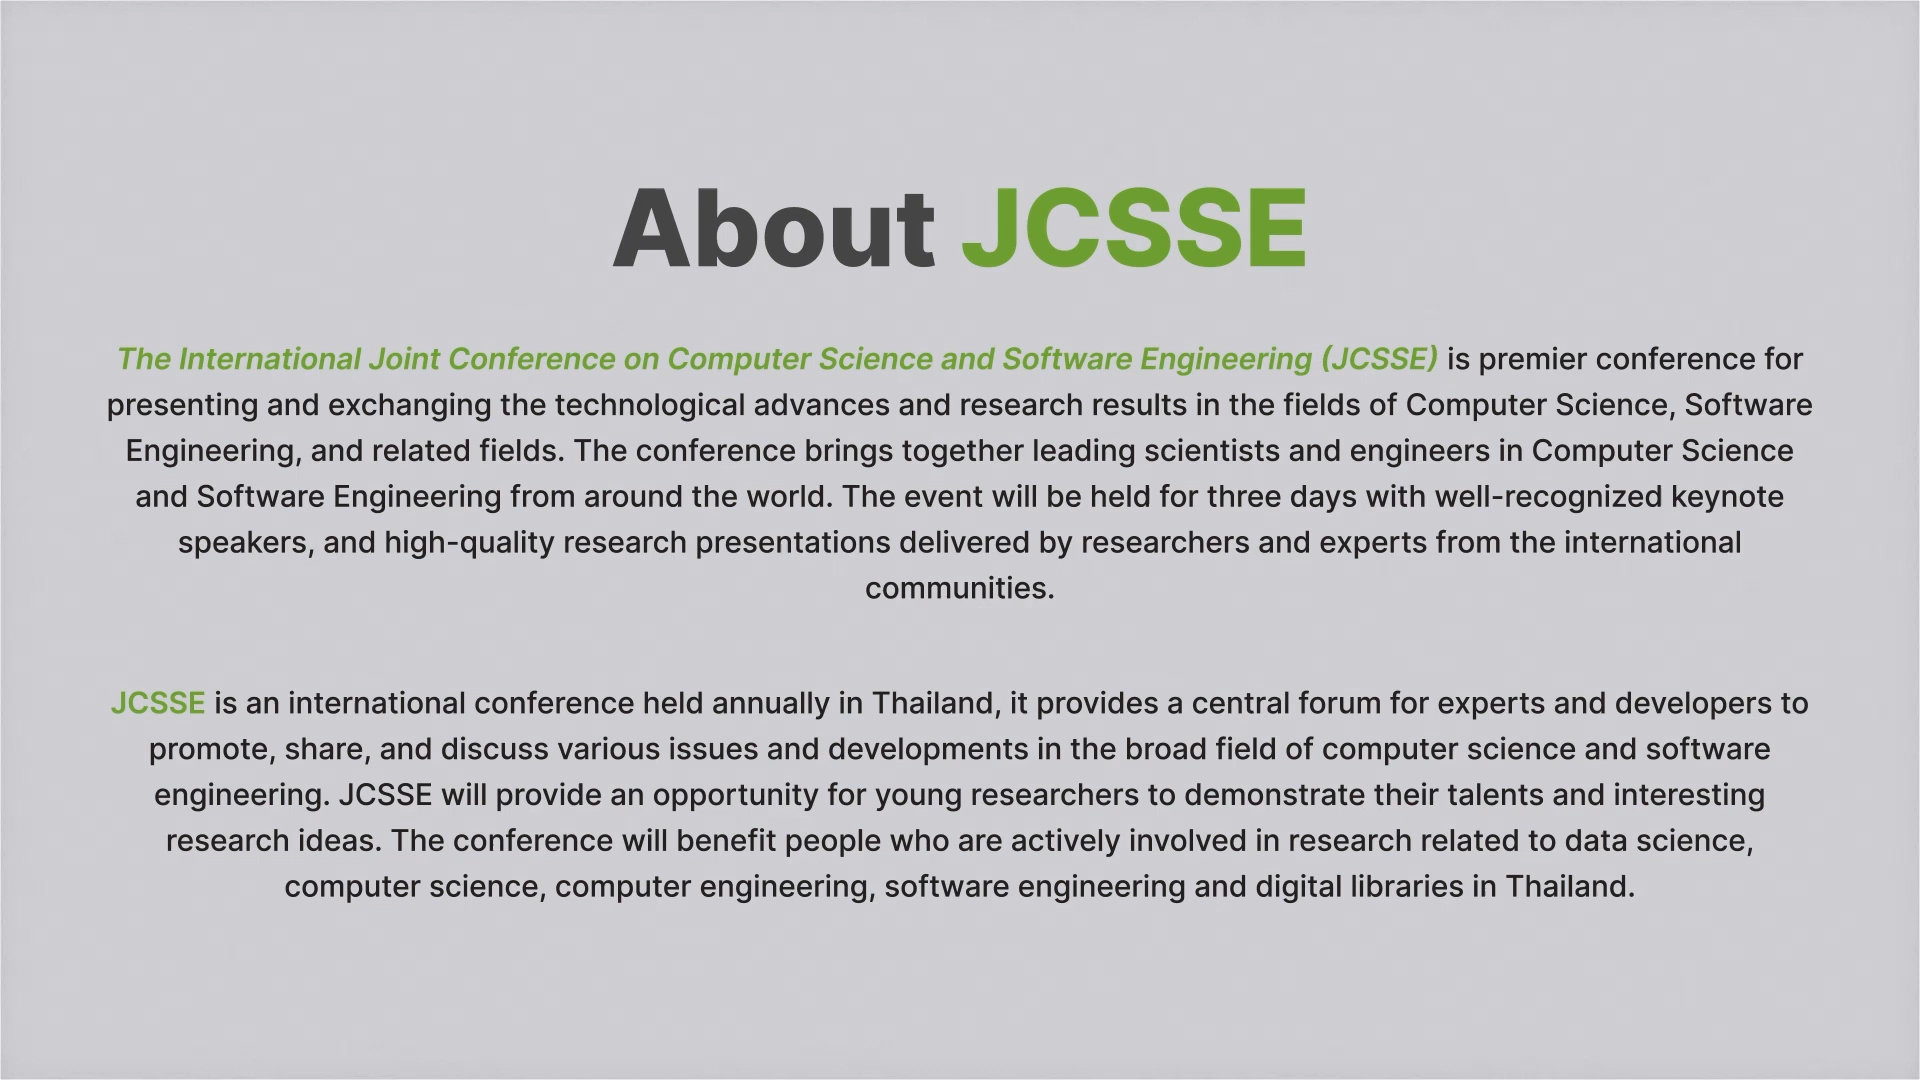 About JCSSE
The International Joint Conference on Computer Science and Software Engineering (JCSSE) is premier conference for
presenting and exchanging the technological advances and research results in the fields of Computer Science, Software
Engineering, and related fields. The conference brings together leading scientists and engineers in Computer Science
and Software Engineering from around the world. The event will be held for three days with well-recognized keynote
speakers, and high-quality research presentations delivered by researchers and experts from the international
communities.
JCSSE is an international conference held annually in Thailand, it provides a central forum for experts and developers to
promote, share, and discuss various issues and developments in the broad field of computer science and software
engineering. JCSSE will provide an opportunity for young researchers to demonstrate their talents and interesting
research ideas. The conference will benefit people who are actively involved in research related to data science,
computer science, computer engineering, software engineering and digital libraries in Thailand.